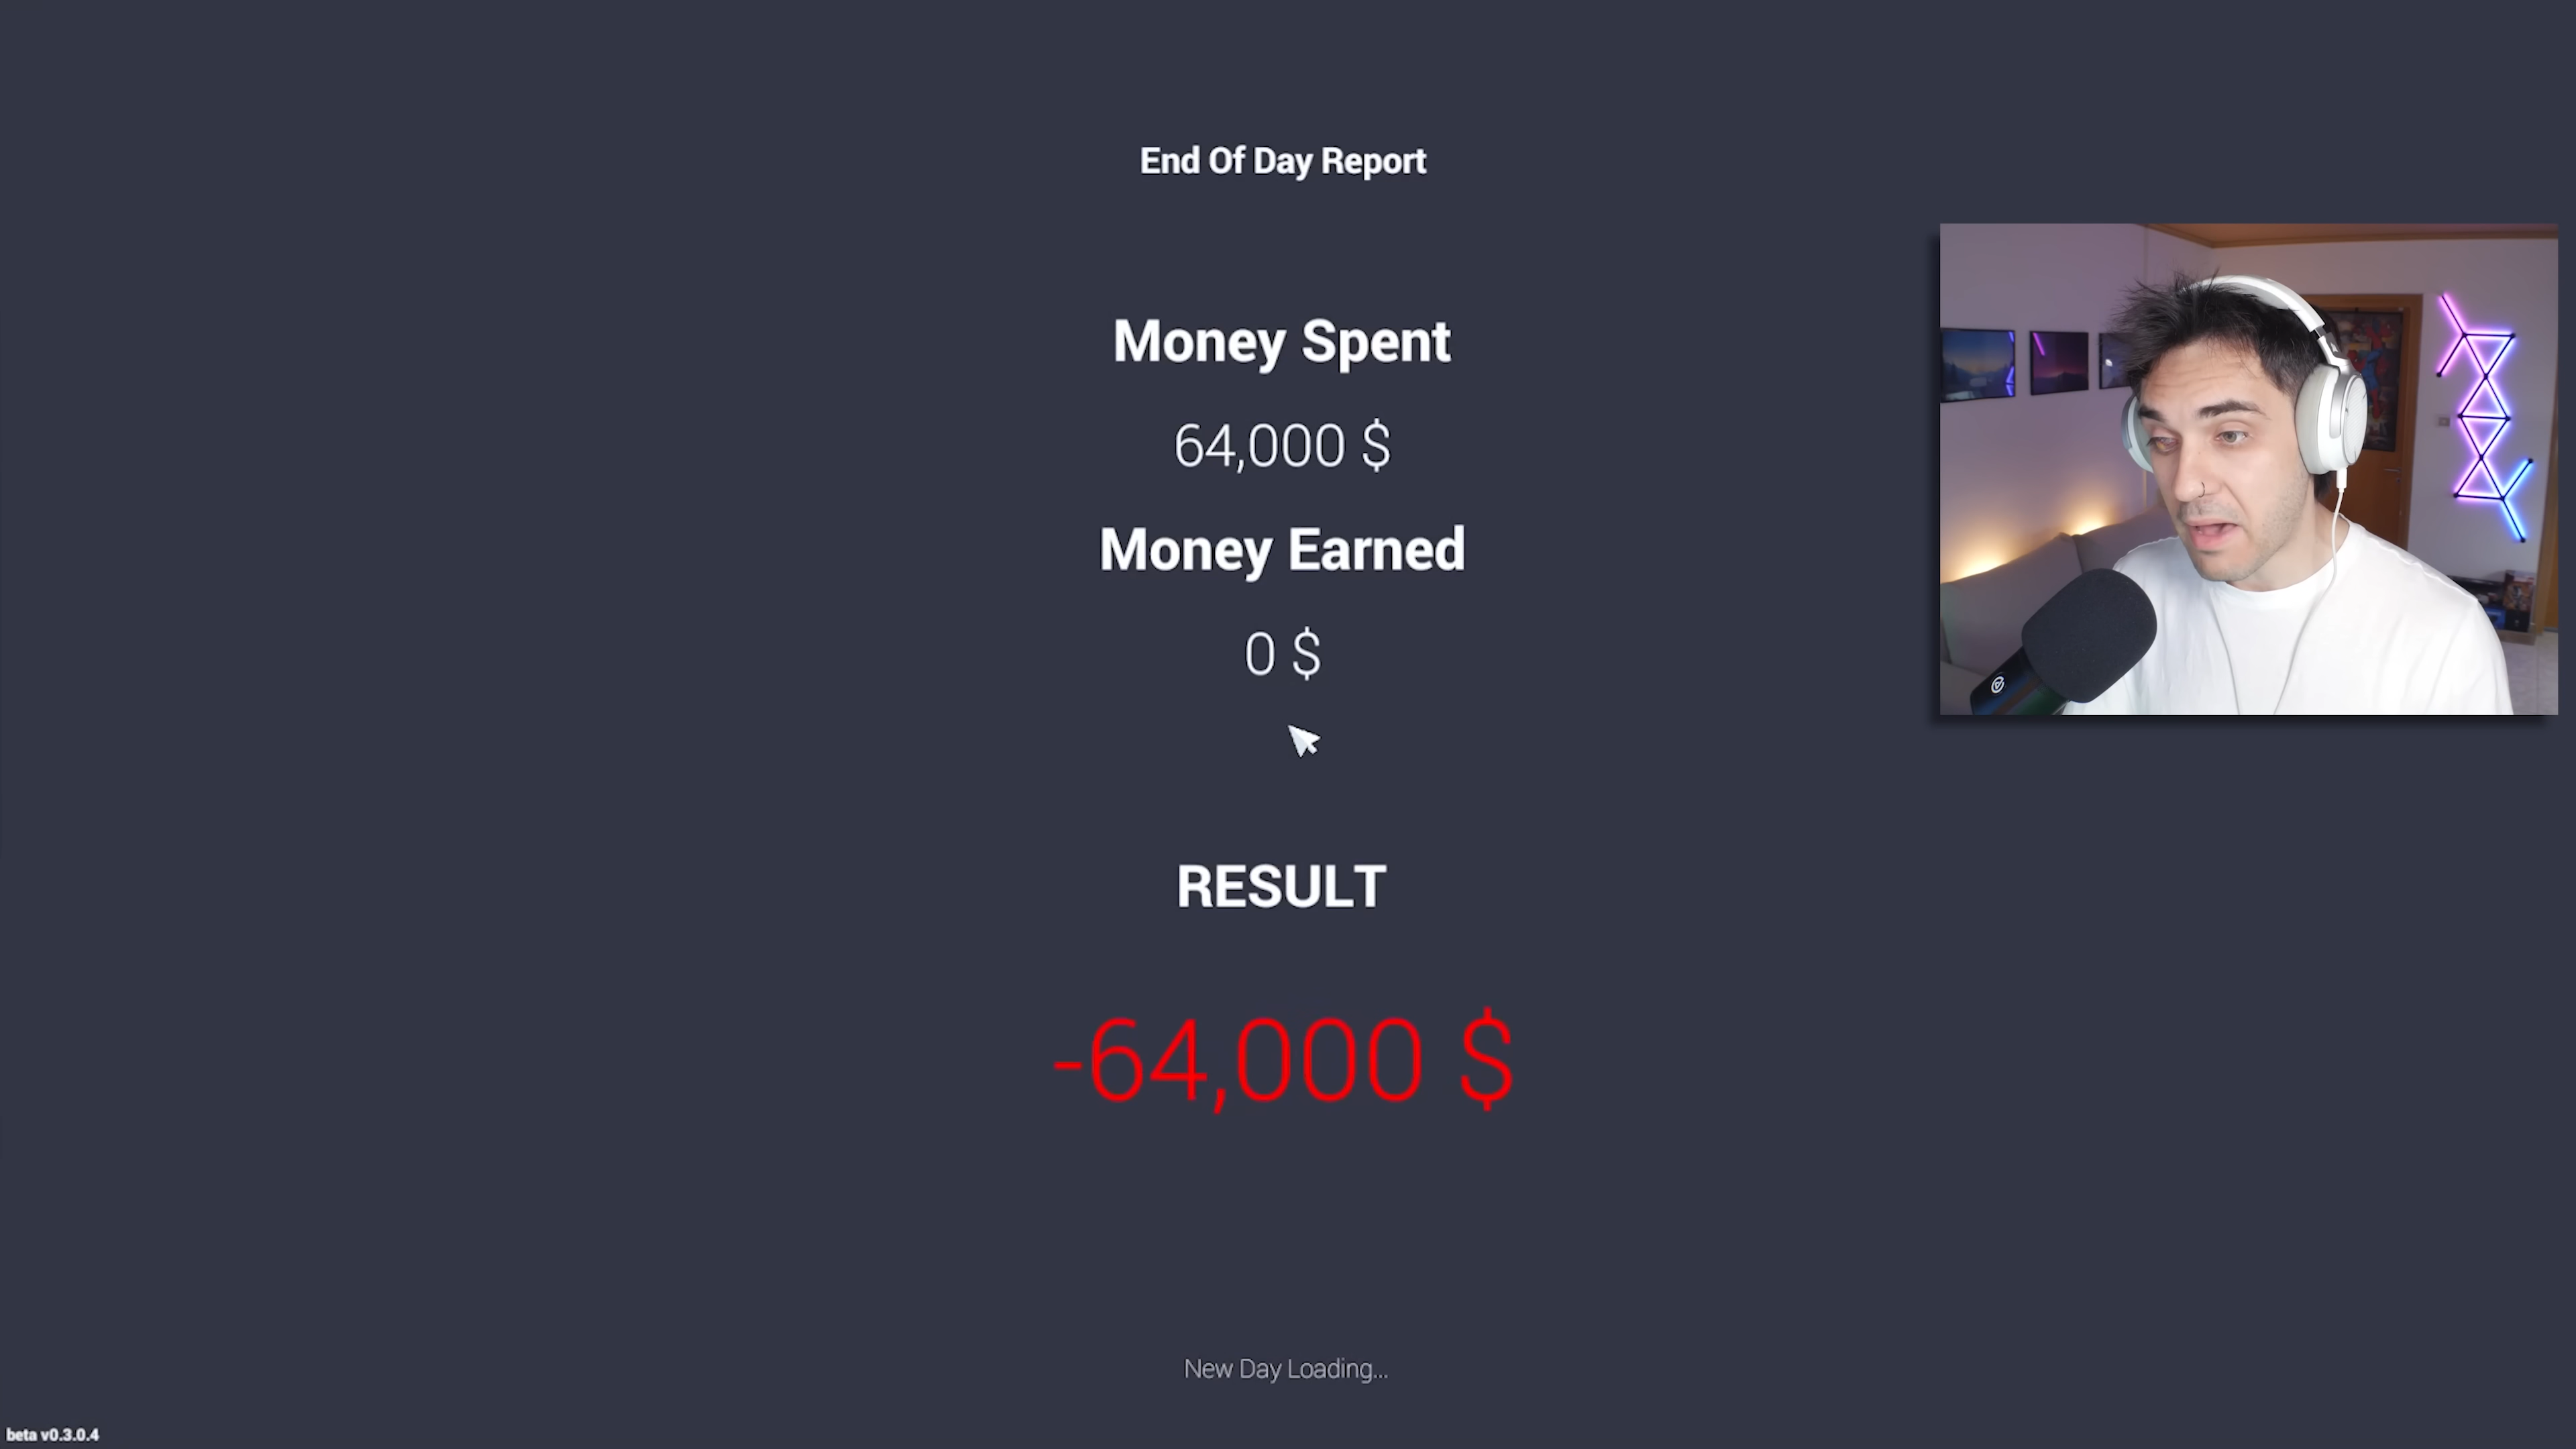 End Of Day Report
Money Spent
64,000 $
Money Earned
0 $
RESULT
-64,000 $
New Day Loading...
beta v0.3.0.4